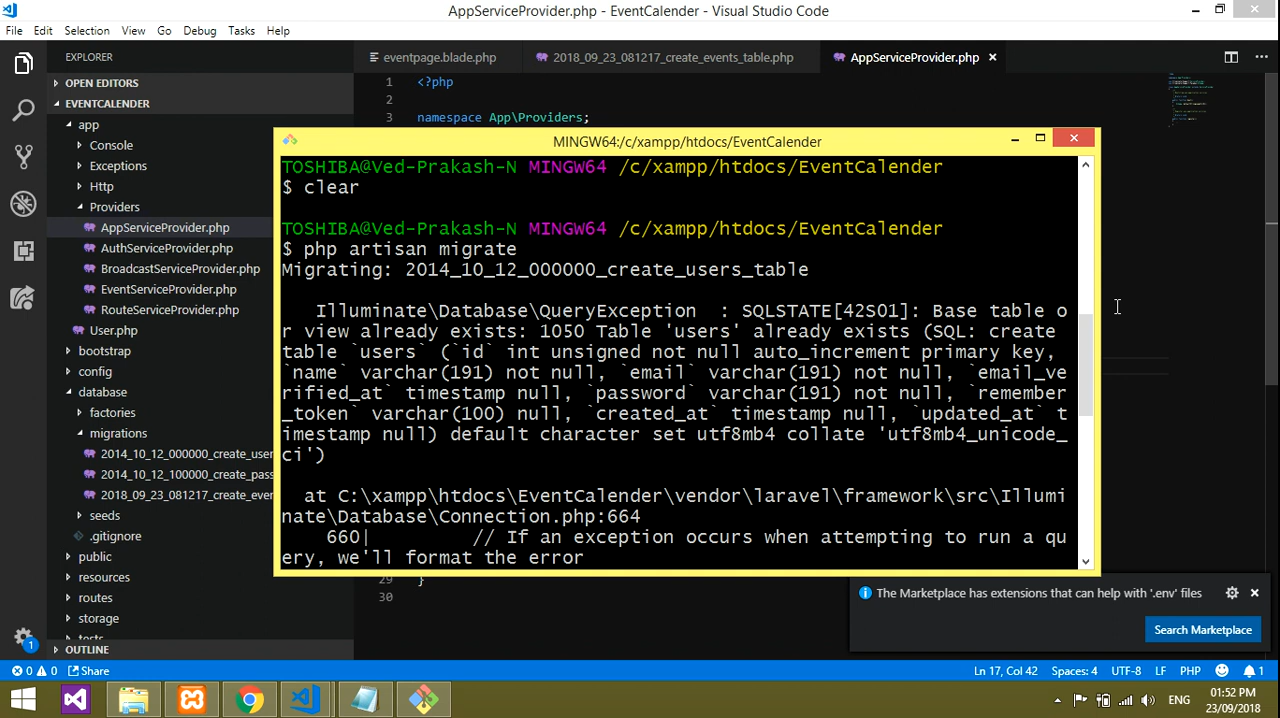 AppServiceProvider.php - EventCalender - Visual Studio Code
File Edit Selection View Go Debug Tasks Help
EXPLORER
eventpage.blade.php 2018_09_23_081217_create_events_table.php AppServiceProvider.php
OPEN EDITORS
EVENTCALENDER
app
Console
Exceptions
Http
Providers
AppServiceProvider.php
AuthServiceProvider.php
BroadcastServiceProvider.php
EventServiceProvider.php
RouteServiceProvider.php
User.php
bootstrap
config
database
factories
migrations
2014_10_12_000000_create_user
2014_10_12_100000_create_pass
2018_09_23_081217_create_even
seeds
.gitignore
public
resources
routes
storage
tests
OUTLINE
1 <?php
2
3 namespace App\Providers;
MINGW64:/c/xampp/htdocs/EventCalender
TOSHIBA@Ved-Prakash-N MINGW64 /c/xampp/htdocs/EventCalender
$ clear
TOSHIBA@Ved-Prakash-N MINGW64 /c/xampp/htdocs/EventCalender
$ php artisan migrate
Migrating: 2014_10_12_000000_create_users_table
Illuminate\Database\QueryException : SQLSTATE[42S01]: Base table o
r view already exists: 1050 Table 'users' already exists (SQL: create
table `users` (`id` int unsigned not null auto_increment primary key,
`name` varchar(191) not null, `email` varchar(191) not null, `email_ve
rified_at` timestamp null, `password` varchar(191) not null, `remember
_token` varchar(100) null, `created_at` timestamp null, `updated_at` t
imestamp null) default character set utf8mb4 collate 'utf8mb4_unicode_
ci')
at C:\xampp\htdocs\EventCalender\vendor\laravel\framework\src\Illumi
nate\Database\Connection.php:664
660| // If an exception occurs when attempting to run a qu
ery, we'll format the error
29 }
30
The Marketplace has extensions that can help with '.env' files
Search Marketplace
0 0 Share
Ln 17, Col 42 Spaces: 4 UTF-8 LF PHP 1
1
ENG
01:52 PM
23/09/2018